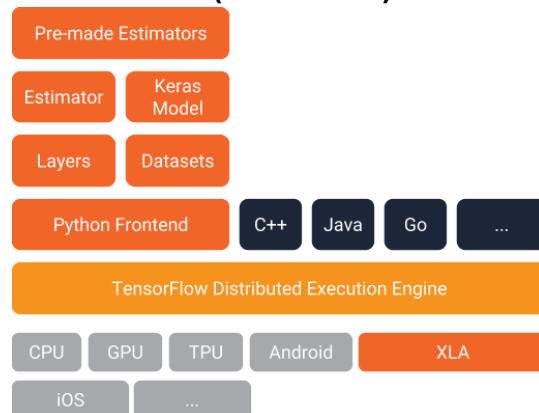 Pre-made Estimators
Estimator
Keras
Model
Layers
Datasets
Python Frontend
C++
Java
Go
...
TensorFlow Distributed Execution Engine
CPU
GPU
TPU
Android
XLA
iOS
...